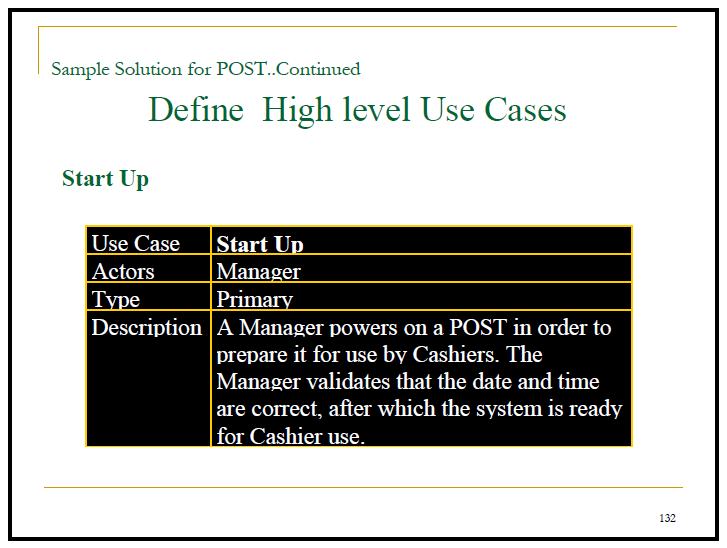 Sample Solution for POST..Continued
Define High level Use Cases
Start Up
Use Case Start Up
Actors Manager
Type Primary
Description A Manager powers on a POST in order to
prepare it for use by Cashiers. The
Manager validates that the date and time
are correct, after which the system is ready
for Cashier use.
132